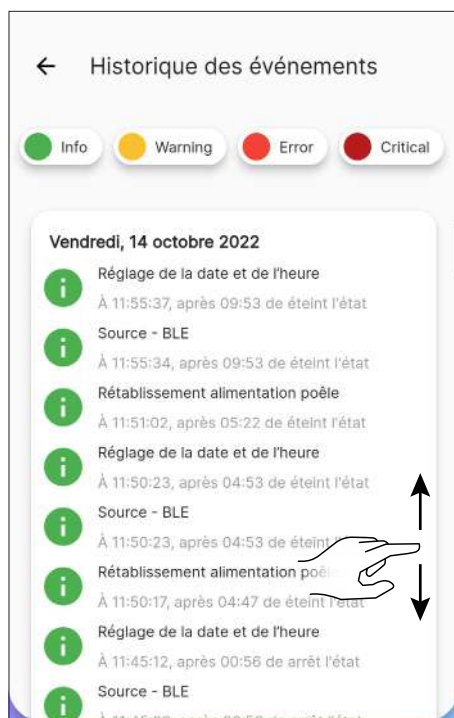 Historique des événements
Info Warning Error Critical
Vendredi, 14 octobre 2022
Réglage de la date et de l'heure
À 11:55:37, après 09:53 de éteint l'état
Source - BLE
À 11:55:34, après 09:53 de éteint l'état
Rétablissement alimentation poêle
À 11:51:02, après 05:22 de éteint l'état
Réglage de la date et de l'heure
À 11:50:23, après 04:53 de éteint l'état
Source - BLE
À 11:50:23, après 04:53 de éteint
Rétablissement alimentation
À 11:50:17, après 04:47 de éteint l'état
Réglage de la date et de l'heure
À 11:45:12, après 00:56 de arrêt l'état
Source - BLE